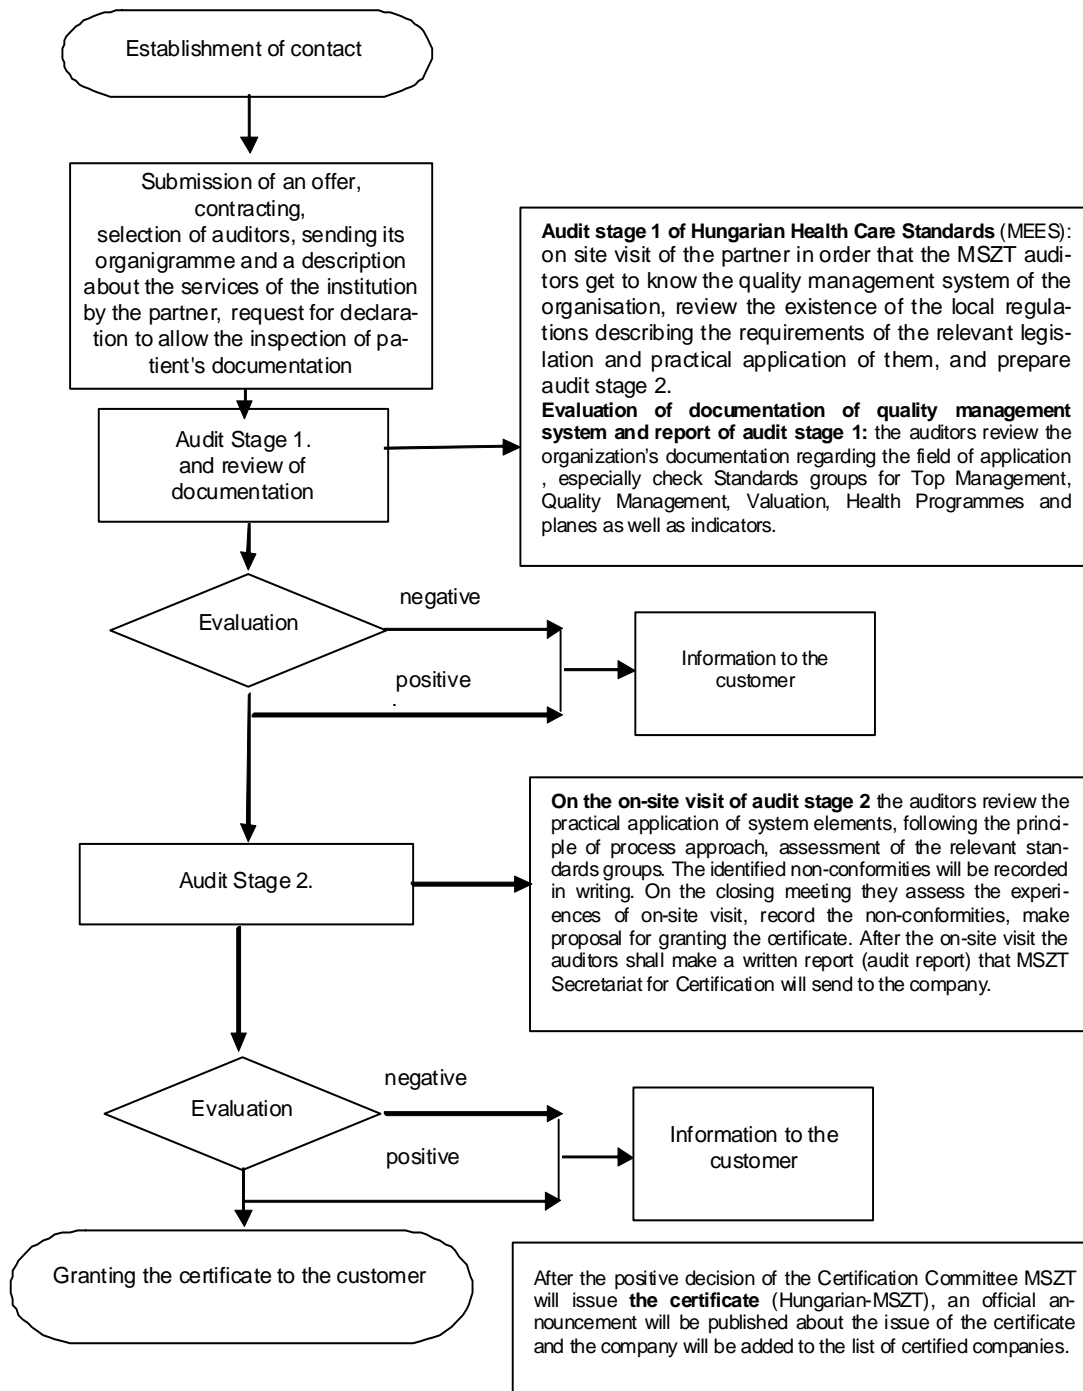 Establishment of contact
Submission of an offer,
contracting,
selection of auditors, sending its
organigramme and a description
about the services of the institution
by the partner, request for declara-
tion to allow the inspection of pa-
tient's documentation
Audit stage 1 of Hungarian Health Care Standards (MEES):
on site visit of the partner in order that the MSZT audi-
tors get to know the quality management system of the
organisation, review the existence of the local regula-
tions describing the requirements of the relevant legis-
lation and practical application of them, and prepare
audit stage 2.
Evaluation of documentation of quality management
system and report of audit stage 1: the auditors review the
organization's documentation regarding the field of application
, especially check Standards groups for Top Management,
Quality Management, Valuation, Health Programmes and
planes as well as indicators.
Audit Stage 1.
and review of
documentation
Evaluation
negative
positive
.
Information to the
customer
On the on-site visit of audit stage 2 the auditors review the
practical application of system elements, following the princi-
ple of process approach, assessment of the relevant stan-
dards groups. The identified non-conformities will be recorded
in writing. On the closing meeting they assess the experi-
ences of on-site visit, record the non-conformities, make
proposal for granting the certificate. After the on-site visit the
auditors shall make a written report (audit report) that MSZT
Secretariat for Certification will send to the company.
Audit Stage 2.
Evaluation
negative
positive
Information to the
customer
Granting the certificate to the customer
After the positive decision of the Certification Committee MSZT
will issue the certificate (Hungarian-MSZT), an official an-
nouncement will be published about the issue of the certificate
and the company will be added to the list of certified companies.